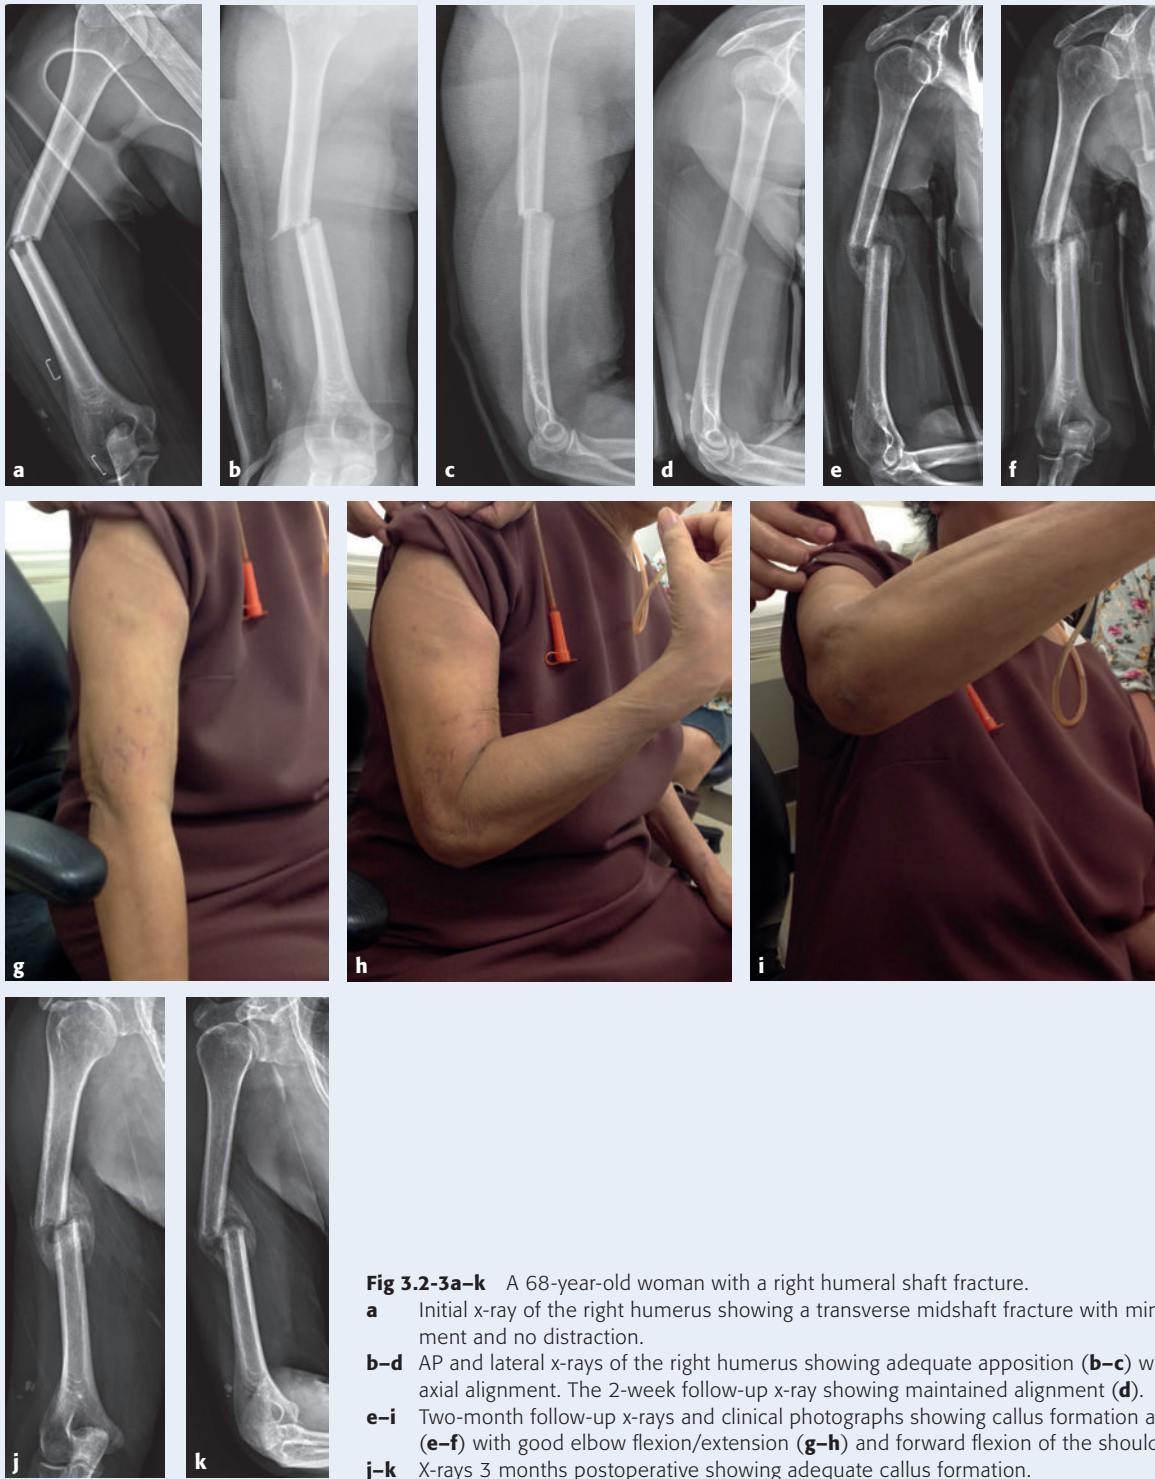 a
b
c
d
e
f
g
h
i
j
k
Fig 3.2-3a–k A 68-year-old woman with a right humeral shaft fracture.
a Initial x-ray of the right humerus showing a transverse midshaft fracture with
ment and no distraction.
b–d AP and lateral x-rays of the right humerus showing adequate apposition (b–c)
axial alignment. The 2-week follow-up x-ray showing maintained alignment (d).
e–i Two-month follow-up x-rays and clinical photographs showing callus formation
(e–f) with good elbow flexion/extension (g–h) and forward flexion of the
j–k X-rays 3 months postoperative showing adequate callus formation.